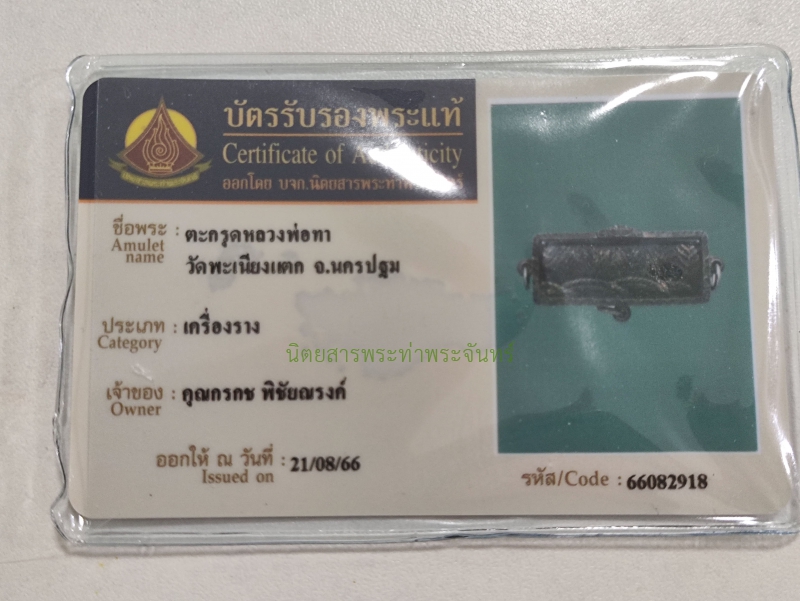 บัตรรับรองพระแท้
Certificate of
ออกโดย บจก.นิตยสารพระท่า
ชื่อพระ : ตะกรุดหลวงพ่อทา
Amulet name
วัดพะเนียงแตก จ.นครปฐม
ประเภท : เครื่องราง
Category
นิตยสารพระท่าพระจันทร์
เจ้าของ : คุณกรกช พิชัยณรงค์
Owner
ออกให้ ณ วันที่ : 21/08/66
Issued on
รหัส/Code : 66082918